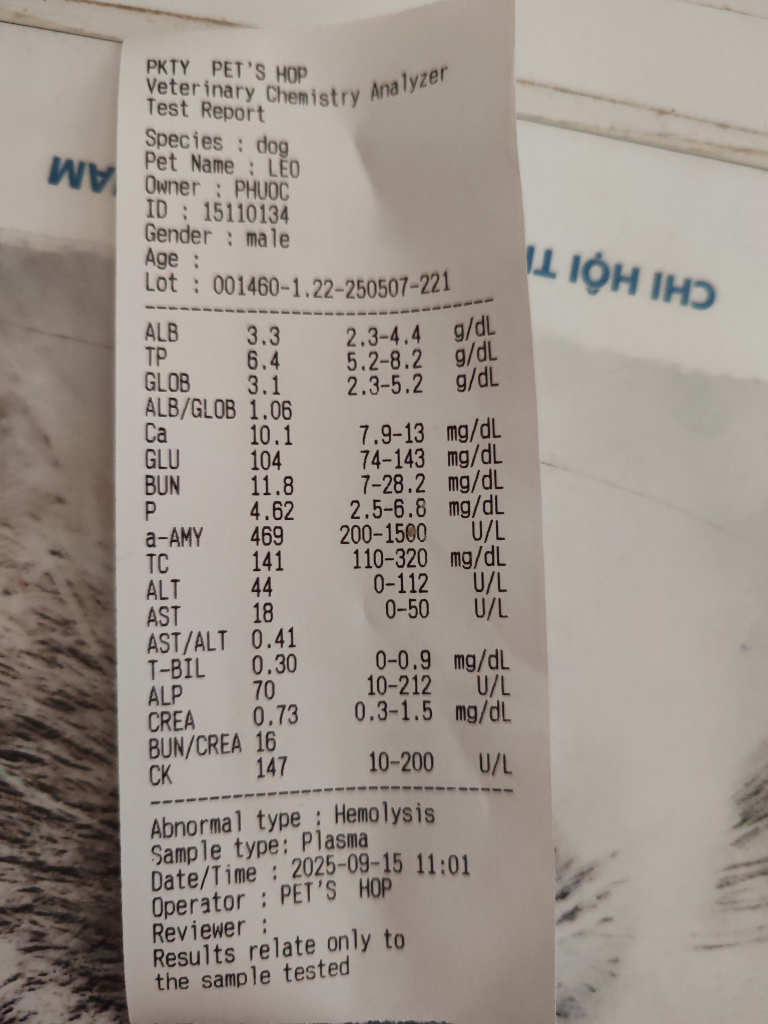 PKTY PET'S HOP
Veterinary Chemistry Analyzer
Test Report
Species : dog
Pet Name : LEO
Owner : PHUOC
ID : 15110134
Gender : male
Age :
Lot : 001460-1.22-250507-221
ALB 3.3 2.3-4.4 g/dL
TP 6.4 5.2-8.2 g/dL
GLOB 3.1 2.3-5.2 g/dL
ALB/GLOB 1.06
Ca 10.1 7.9-13 mg/dL
GLU 104 74-143 mg/dL
BUN 11.8 7-28.2 mg/dL
P 4.62 2.5-6.8 mg/dL
a-AMY 469 200-1500 U/L
TC 141 110-320 mg/dL
ALT 44 0-112 U/L
AST 18 0-50 U/L
AST/ALT 0.41
T-BIL 0.30 0-0.9 mg/dL
ALP 70 10-212 U/L
CREA 0.73 0.3-1.5 mg/dL
BUN/CREA 16
CK 147 10-200 U/L
Abnormal type : Hemolysis
Sample type: Plasma
Date/Time : 2025-09-15 11:01
Operator : PET'S HOP
Reviewer :
Results relate only to
the sample tested
CHI HỘI